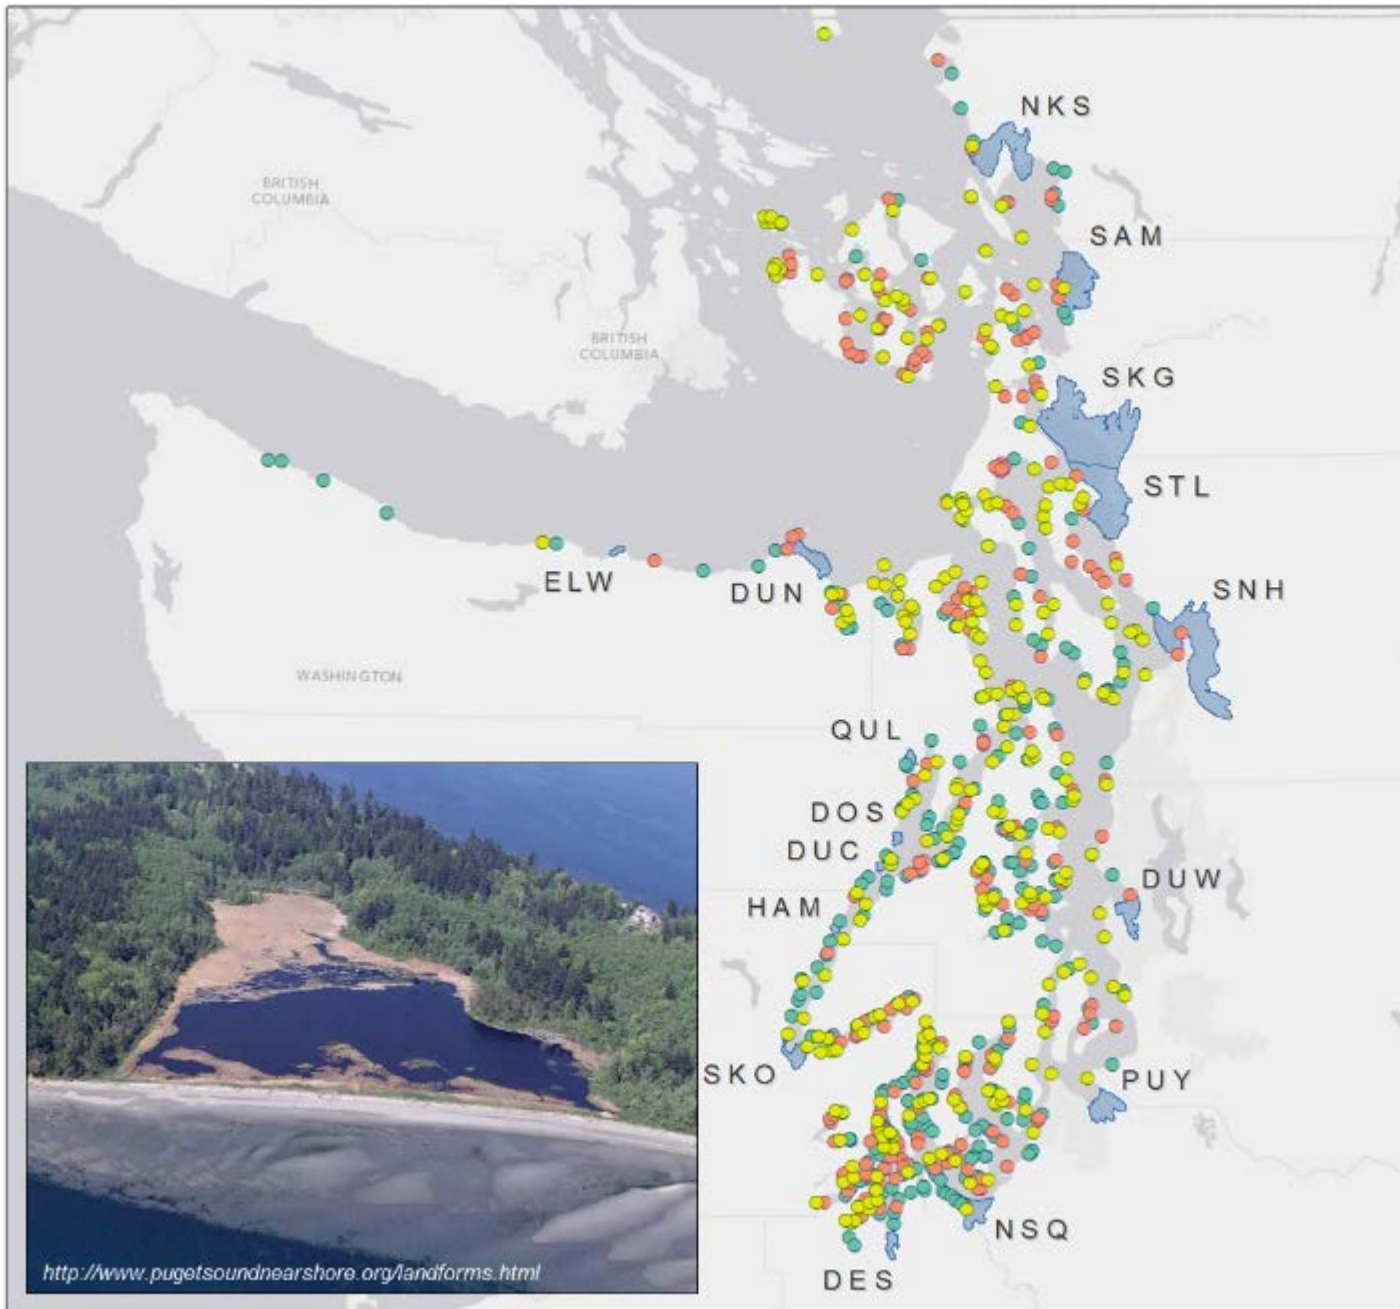 NKS
BRITISH
COLUMBIA
SAM
BRITISH
COLUMBIA
SKG
STL
ELW
DUN
SNH
WASHINGTON
QUL
DOS
DUC
DUW
HAM
SKO
PUY
NSQ
DES
http://www.pugetsoundnearshore.org/landforms.html